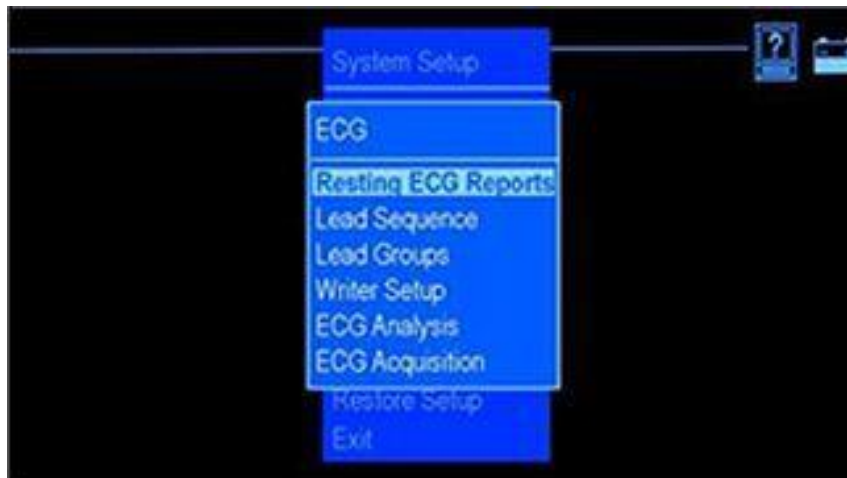 System Setup
?
ECG
Resting ECG Reports
Lead Sequence
Lead Groups
Writer Setup
ECG Analysis
ECG Acquisition
Restore Setup
Exit